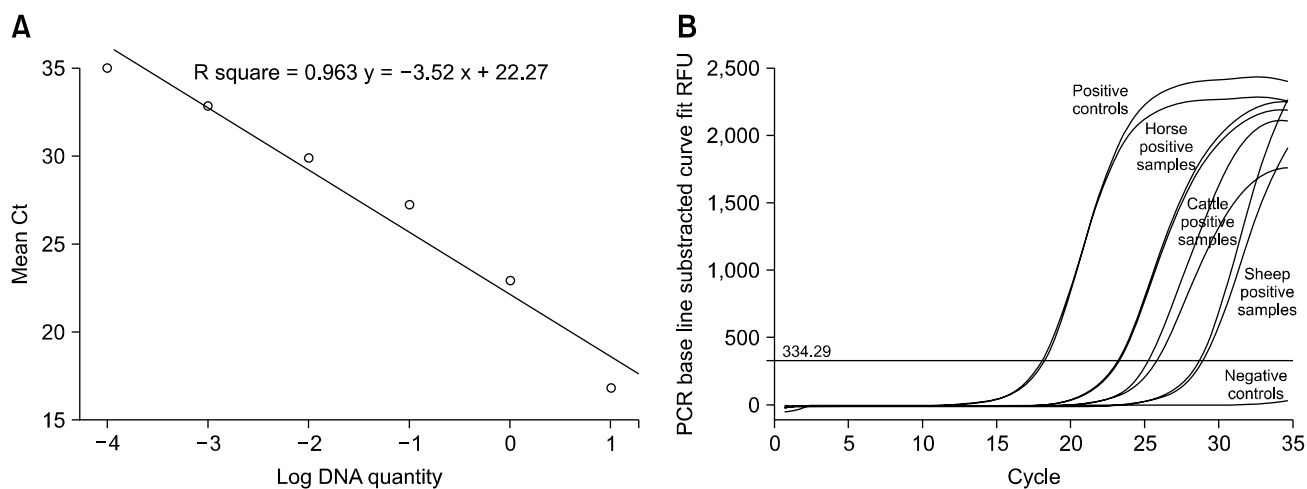 A
R square = 0.963 y = −3.52 x + 22.27
Mean Ct
35
30
25
20
15
−4 −3 −2 −1 0 1
Log DNA quantity
B
PCR base line substracted curve fit RFU
2,500
2,000
1,500
1,000
500
0
Positive
controls
Horse
positive
samples
Cattle
positive
samples
Sheep
positive
samples
334.29
Negative
controls
0 5 10 15 20 25 30 35
Cycle